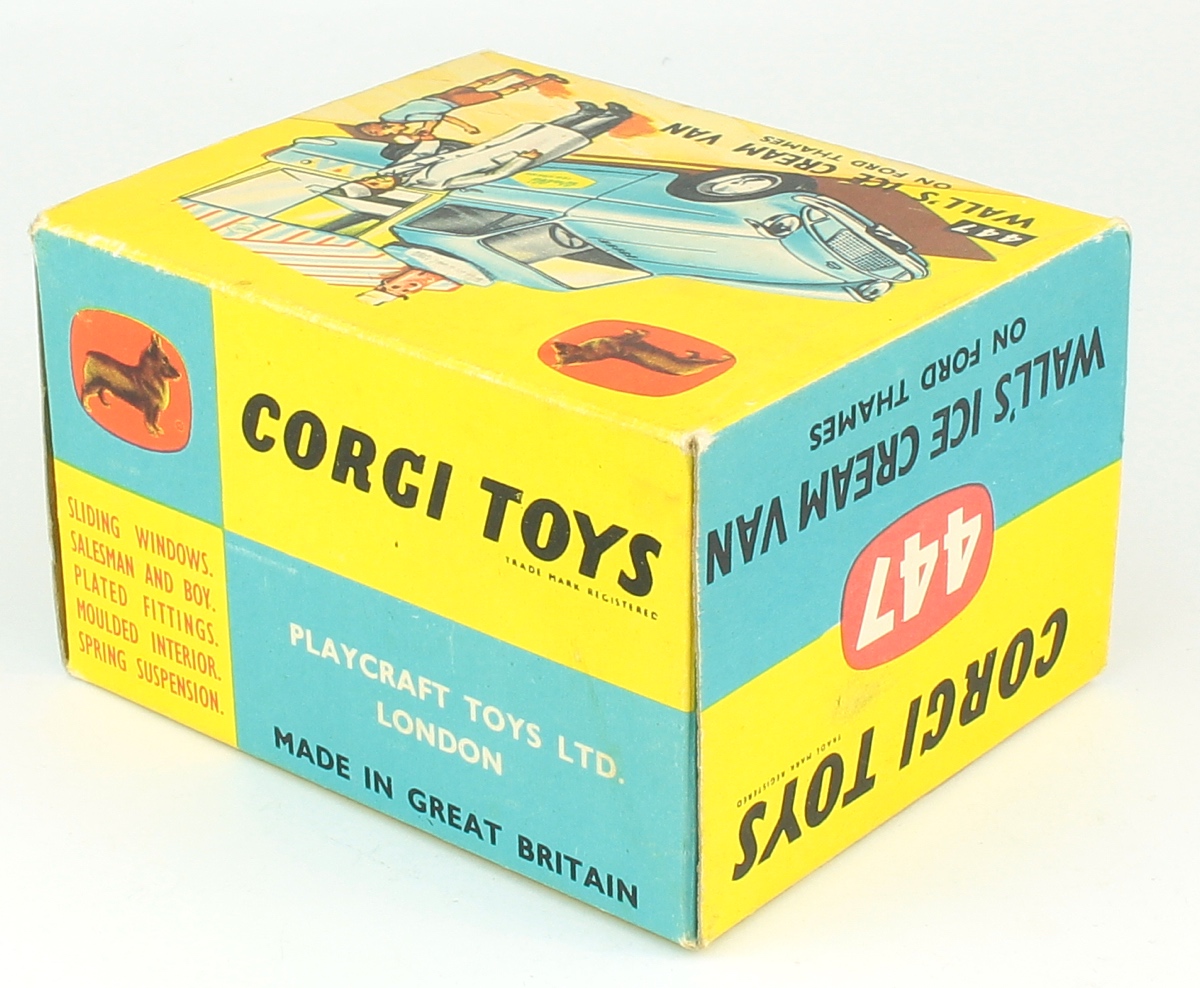 447 WALL'S ICE CREAM VAN
ON FORD THAMES
CORGI TOYS
TRADE MARK REGISTERED
SLIDING WINDOWS.
SALESMAN AND BOY.
PLATED FITTINGS.
MOULDED INTERIOR.
SPRING SUSPENSION.
PLAYCRAFT TOYS LTD.
LONDON
MADE IN GREAT BRITAIN
CORGI TOYS
TRADE MARK REGISTERED
447
WALL'S ICE CREAM VAN
ON FORD THAMES